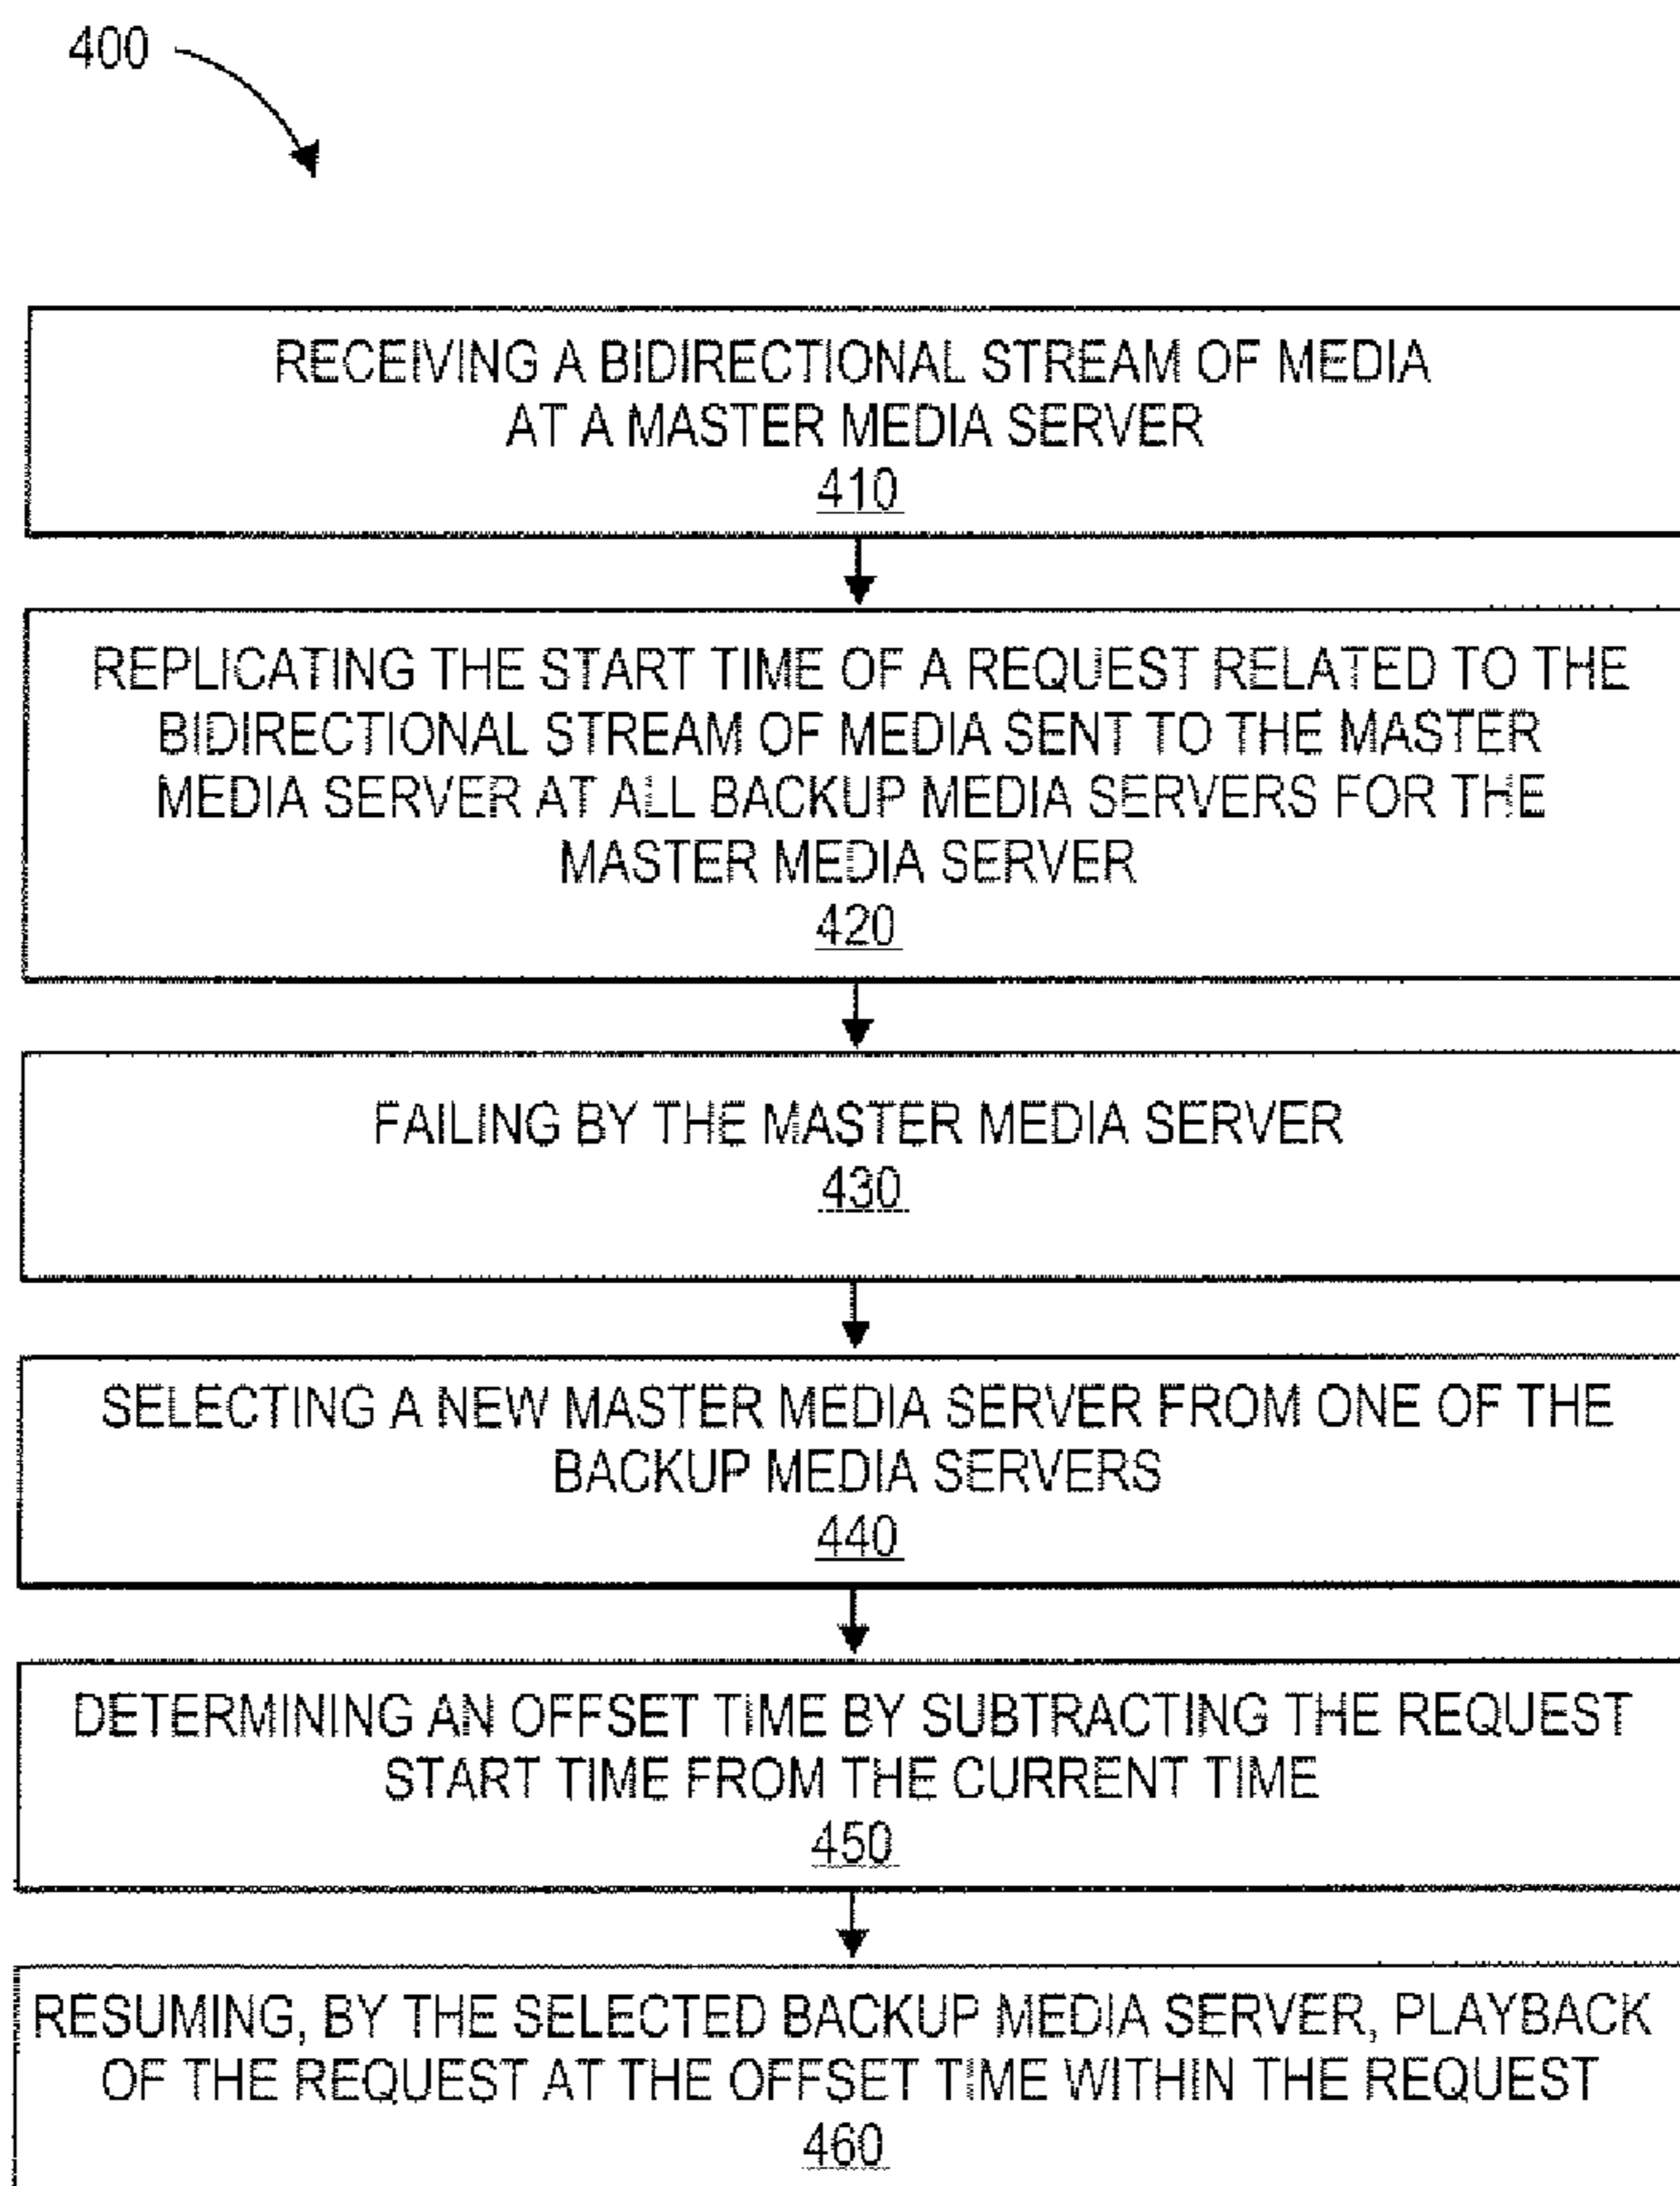 400
RECEIVING A BIDIRECTIONAL STREAM OF MEDIA
AT A MASTER MEDIA SERVER
410
REPLICATING THE START TIME OF A REQUEST RELATED TO THE
BIDIRECTIONAL STREAM OF MEDIA SENT TO THE MASTER
MEDIA SERVER AT ALL BACKUP MEDIA SERVERS FOR THE
MASTER MEDIA SERVER
420
FAILING BY THE MASTER MEDIA SERVER
430
SELECTING A NEW MASTER MEDIA SERVER FROM ONE OF THE
BACKUP MEDIA SERVERS
440
DETERMINING AN OFFSET TIME BY SUBTRACTING THE REQUEST
START TIME FROM THE CURRENT TIME
450
RESUMING, BY THE SELECTED BACKUP MEDIA SERVER, PLAYBACK
OF THE REQUEST AT THE OFFSET TIME WITHIN THE REQUEST
460